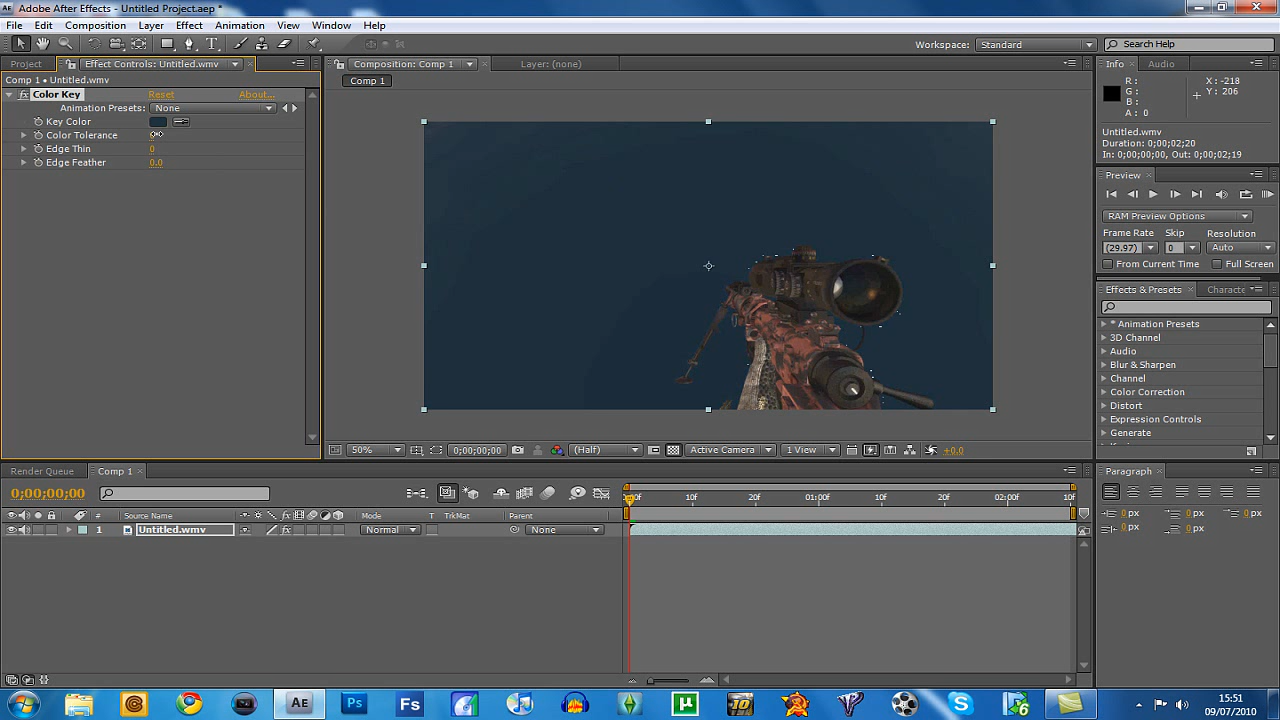 Adobe After Effects - Untitled Project.aep *
File Edit Composition Layer Effect Animation View Window Help
Workspace: Standard Search Help
Project Effect Controls: Untitled.wmv Composition: Comp 1 Layer: (none) Info Audio
Comp 1 • Untitled.wmv Comp 1
Color Key Reset About...
Animation Presets: None
Key Color
Color Tolerance
Edge Thin 0
Edge Feather 0.0
R : X : -218
G : Y : 206
B :
A : 0
Untitled.wmv
Duration: 0;00;02;20
In: 0;00;00;00, Out: 0;00;02;19
Preview
RAM Preview Options
Frame Rate Skip Resolution
(29.97) 0 Auto
From Current Time Full Screen
Effects & Presets Characte
* Animation Presets
3D Channel
Audio
Blur & Sharpen
Channel
Color Correction
Distort
Expression Controls
Generate
50% 0;00;00;00 (Half) Active Camera 1 View +0.0
Render Queue Comp 1 Paragraph
0;00;00;00 10f 20f 01:00f 10f 20f 02:00f 10f
# Source Name Mode T TrkMat Parent
1 Untitled.wmv Normal None
0 px 0 px 0 px
0 px 0 px
AE Ps Fs
15:51
09/07/2010